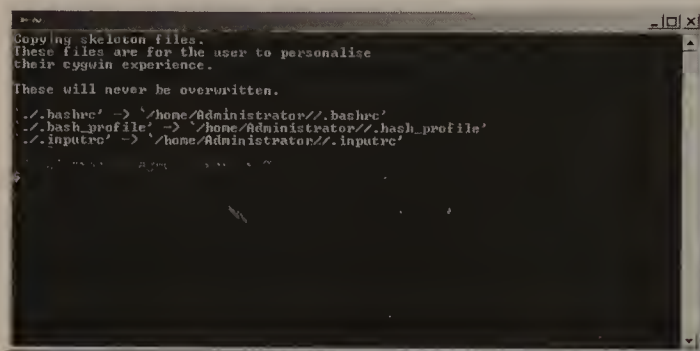 ~
Copying skeleton files.
These files are for the user to personalise
their cygwin experience.
These will never be overwritten.
`./.bashrc' -> `/home/Administrator//.bashrc'
`./.bash_profile' -> `/home/Administrator//.bash_profile'
`./.inputrc' -> `/home/Administrator//.inputrc'
~
$